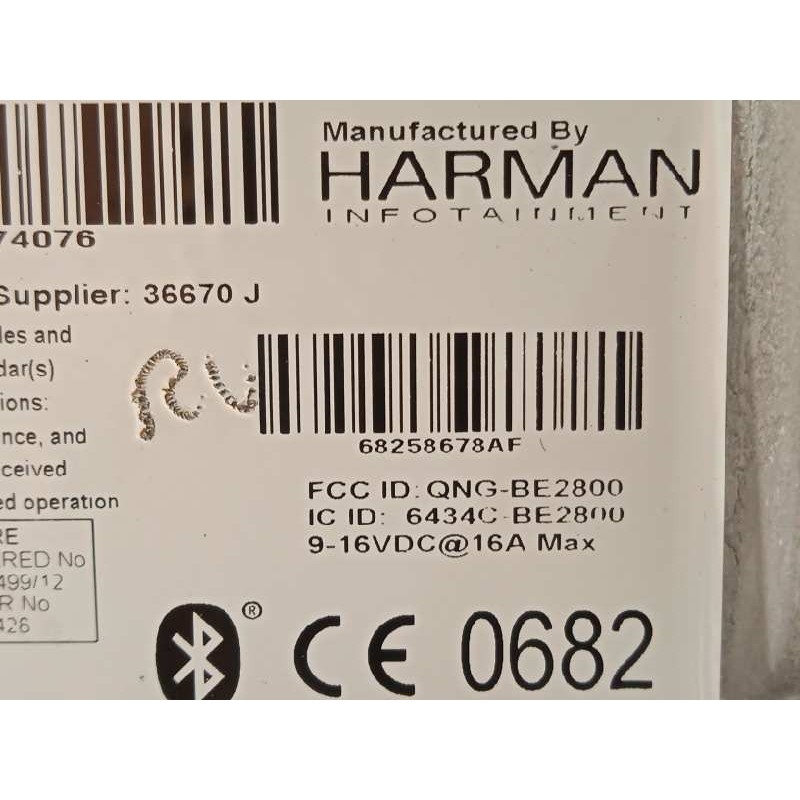 Manufactured By
HARMAN
INFOTAINMENT
74076
Supplier: 36670 J
les and
dar(s)
ions:
68258678AF
nce, and
ceived
ed operation
FCC ID: QNG-BE2800
IC ID: 6434C-BE2800
9-16VDC@16A Max
RE
RED No
499/12
R No
426
®
CE 0682